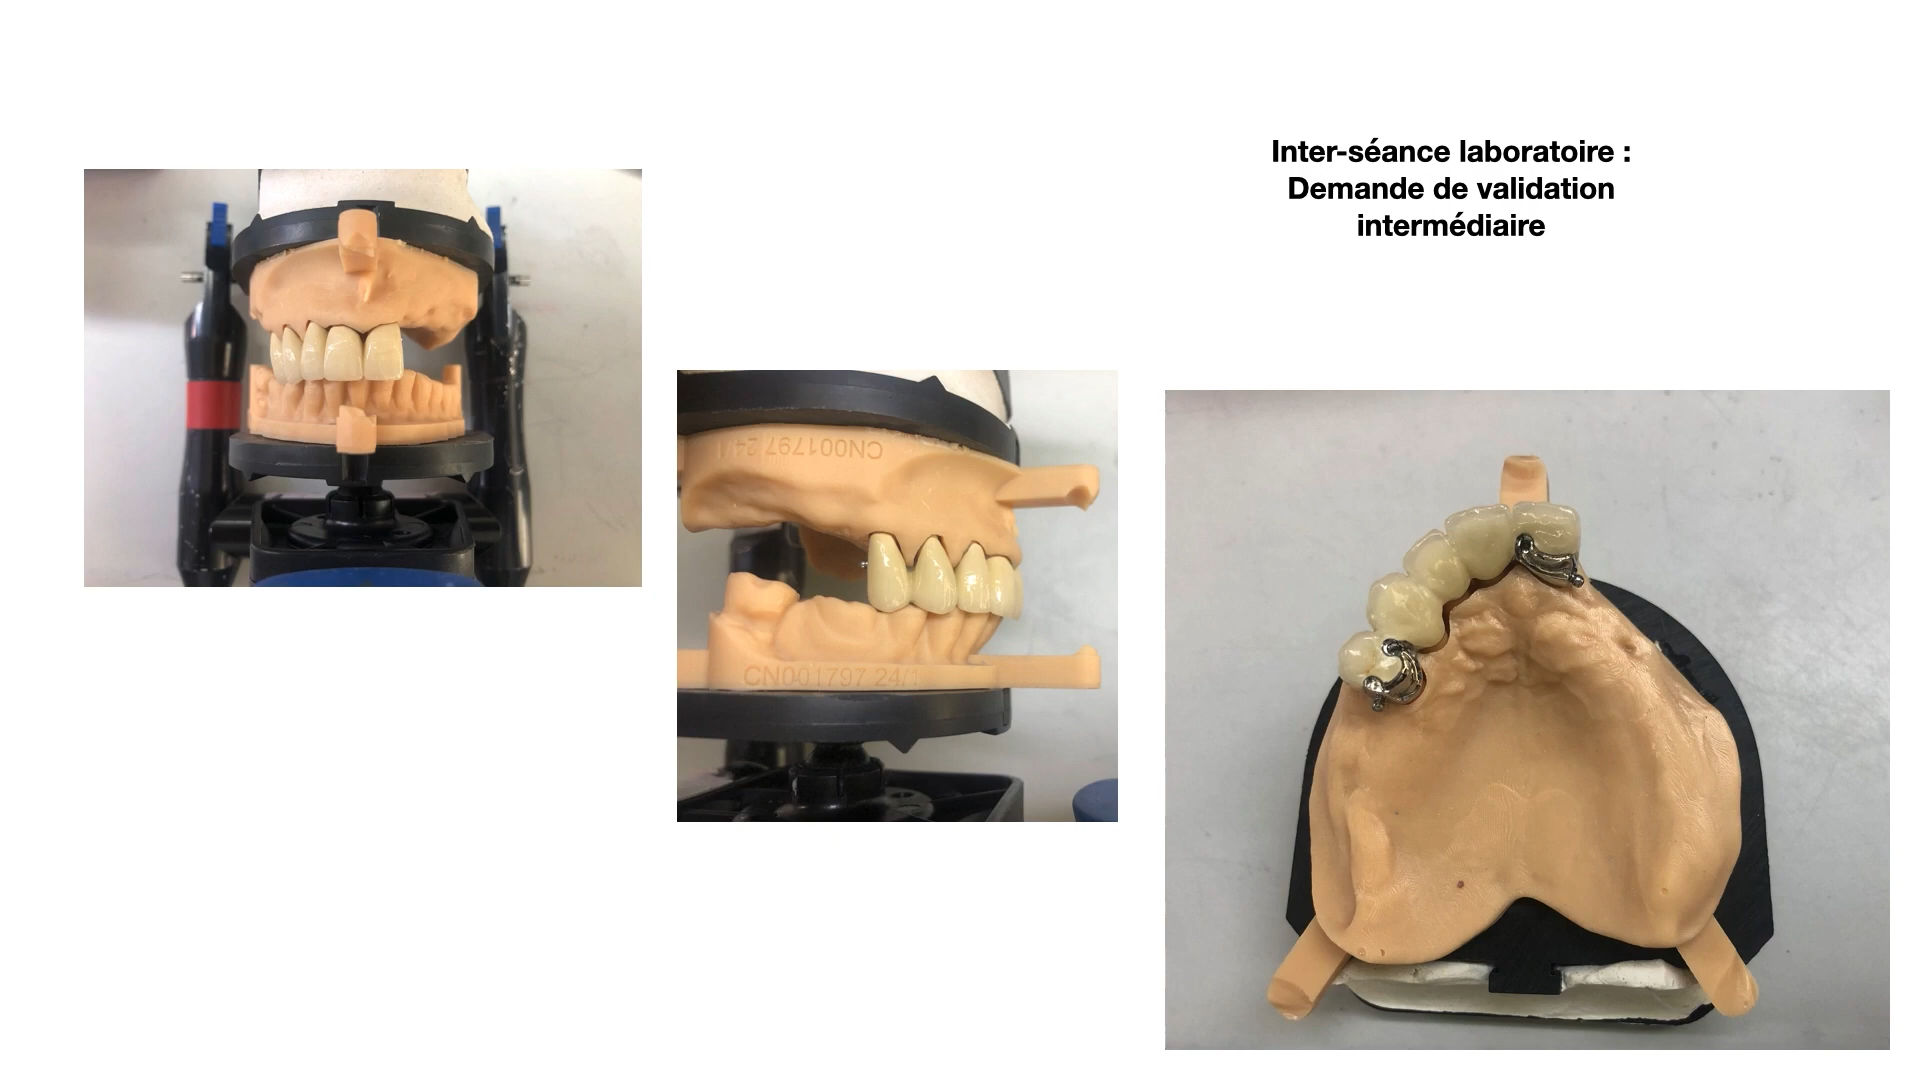 Inter-séance laboratoire :
Demande de validation
intermédiaire
CN001797 24/1
CN001797 24/1